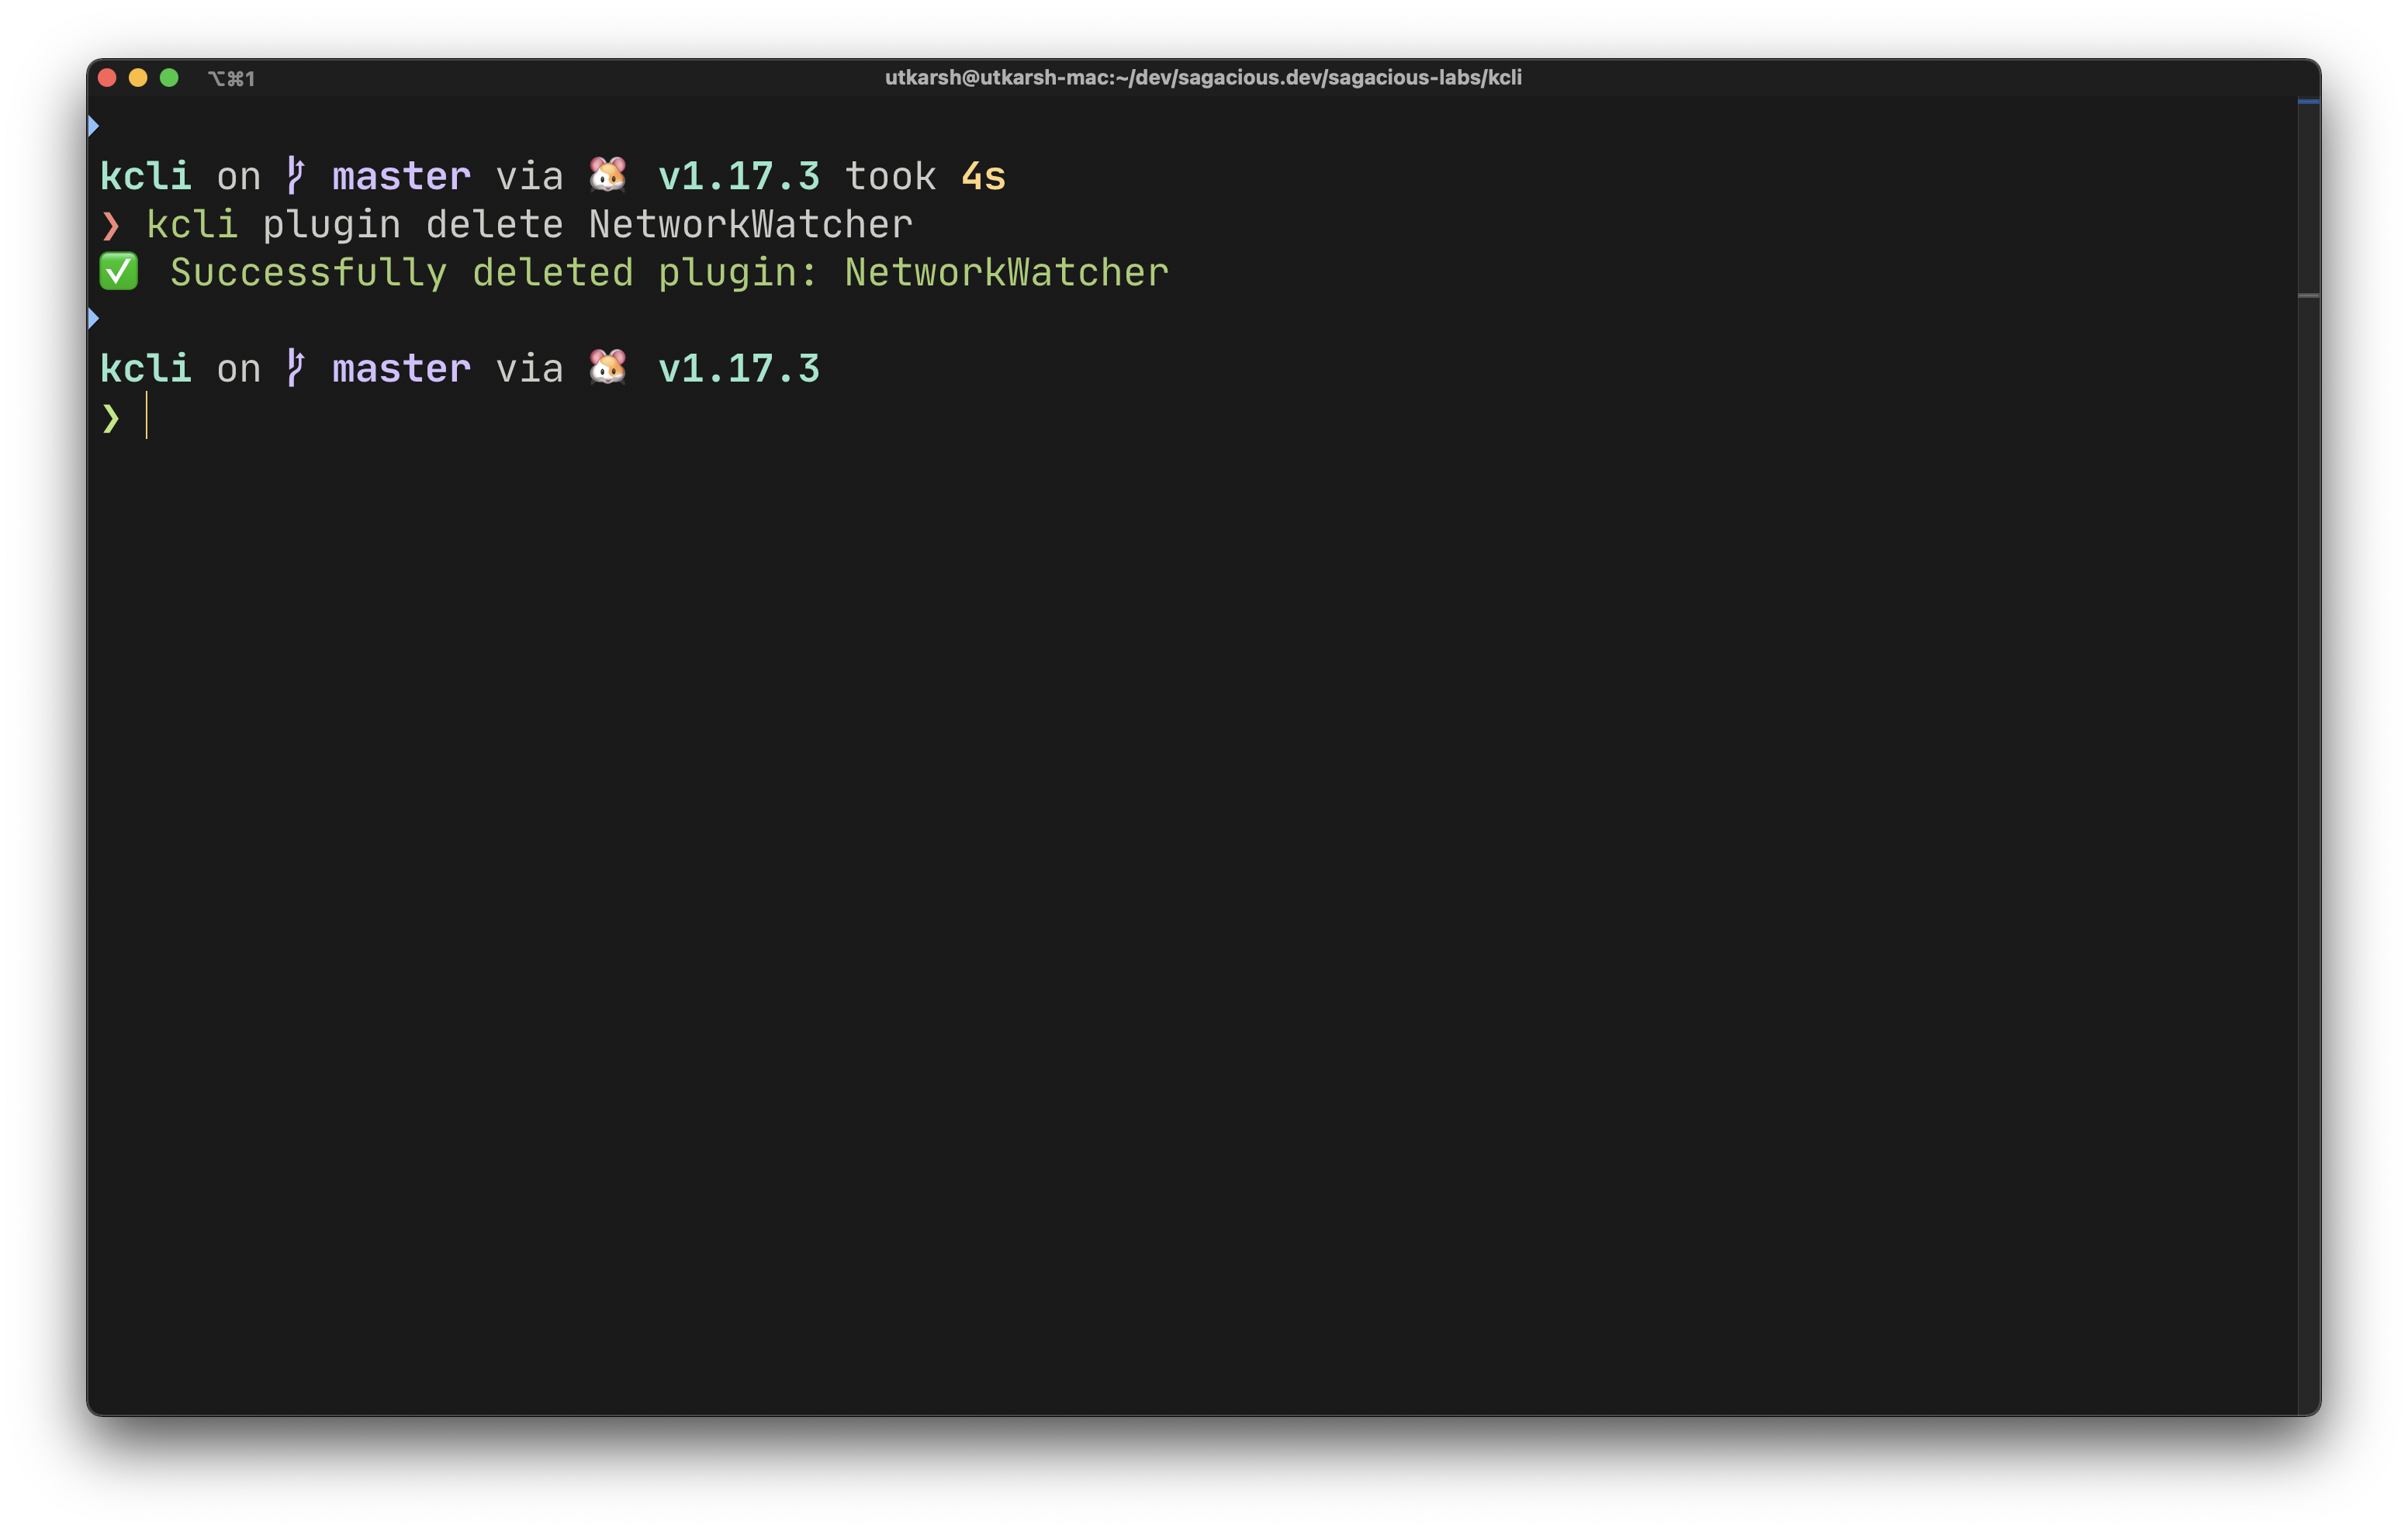 ⌥⌘1 utkarsh@utkarsh-mac:~/dev/sagacious.dev/sagacious-labs/kcli
kcli on master via 🐹 v1.17.3 took 4s
❯ kcli plugin delete NetworkWatcher
✅ Successfully deleted plugin: NetworkWatcher
kcli on master via 🐹 v1.17.3
❯